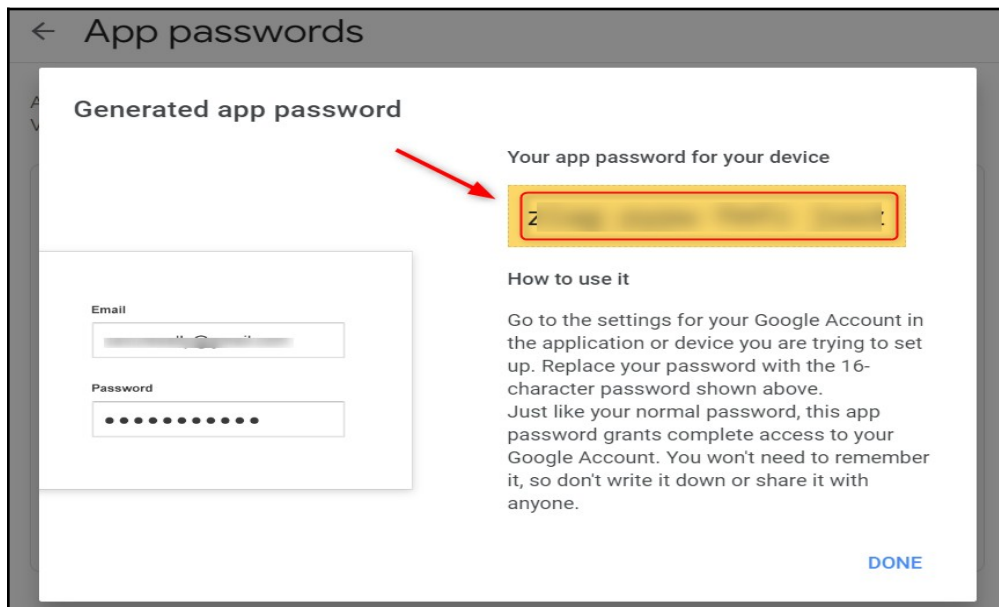 ← App passwords
Generated app password
Your app password for your device
How to use it
Go to the settings for your Google Account in
the application or device you are trying to set
up. Replace your password with the 16-
character password shown above.
Just like your normal password, this app
password grants complete access to your
Google Account. You won't need to remember
it, so don't write it down or share it with
anyone.
Email
Password
●●●●●●●●●●●
DONE